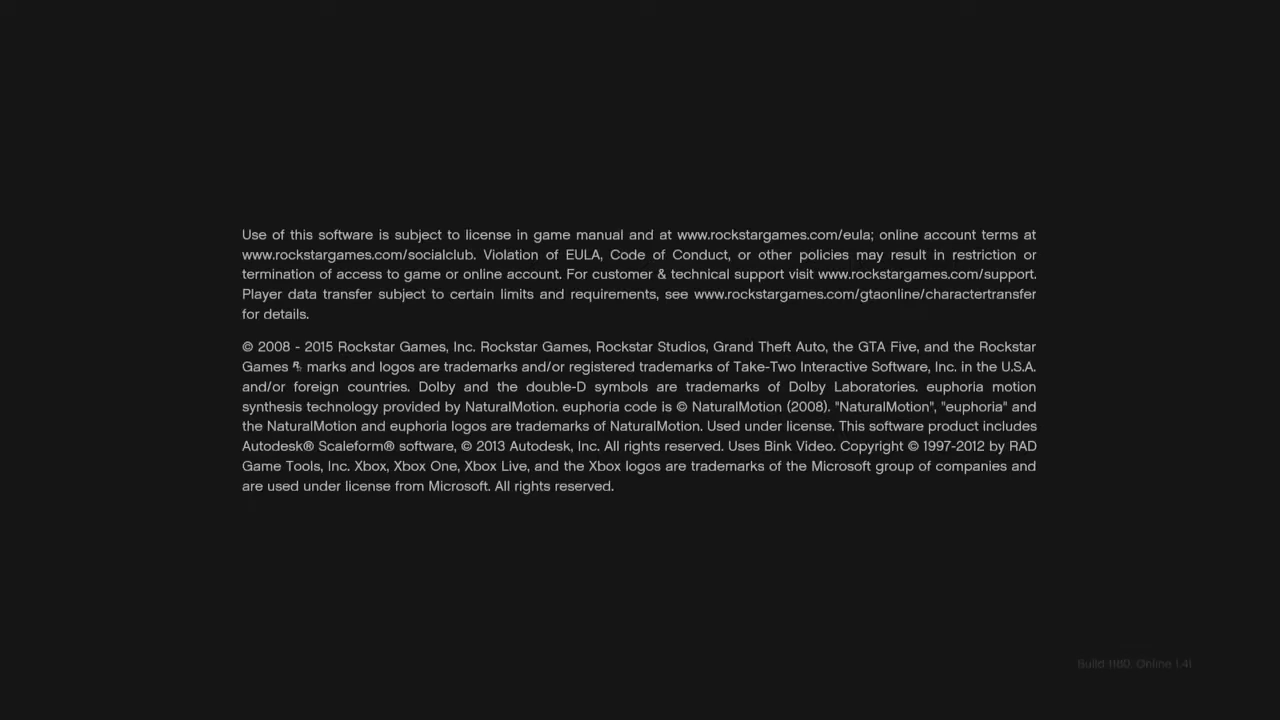 Use of this software is subject to license in game manual and at www.rockstargames.com/eula; online account terms at
www.rockstargames.com/socialclub. Violation of EULA, Code of Conduct, or other policies may result in restriction or
termination of access to game or online account. For customer & technical support visit www.rockstargames.com/support.
Player data transfer subject to certain limits and requirements, see www.rockstargames.com/gtaonline/charactertransfer
for details.
© 2008 - 2015 Rockstar Games, Inc. Rockstar Games, Rockstar Studios, Grand Theft Auto, the GTA Five, and the Rockstar
Games R* marks and logos are trademarks and/or registered trademarks of Take-Two Interactive Software, Inc. in the U.S.A.
and/or foreign countries. Dolby and the double-D symbols are trademarks of Dolby Laboratories. euphoria motion
synthesis technology provided by NaturalMotion. euphoria code is © NaturalMotion (2008). "NaturalMotion", "euphoria" and
the NaturalMotion and euphoria logos are trademarks of NaturalMotion. Used under license. This software product includes
Autodesk® Scaleform® software, © 2013 Autodesk, Inc. All rights reserved. Uses Bink Video. Copyright © 1997-2012 by RAD
Game Tools, Inc. Xbox, Xbox One, Xbox Live, and the Xbox logos are trademarks of the Microsoft group of companies and
are used under license from Microsoft. All rights reserved.
Build 1180, Online 1.41